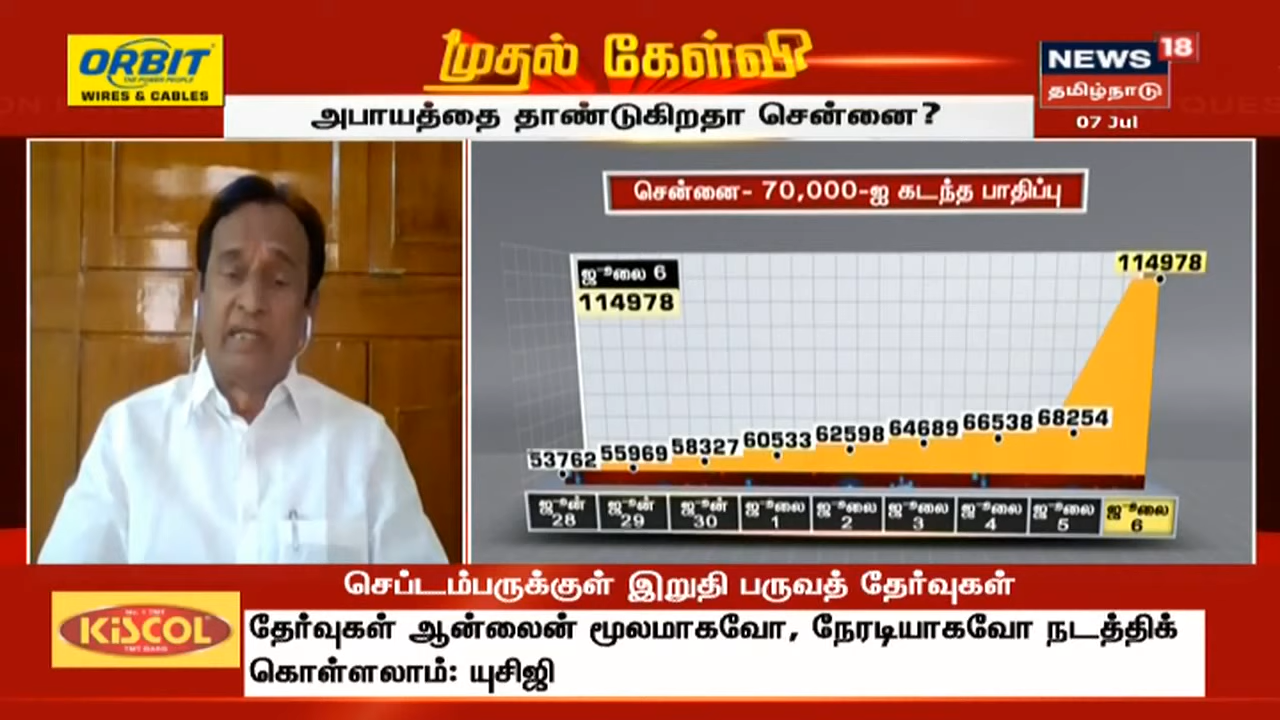 ORBIT
THE POWER PEOPLE
WIRES & CABLES
முதல் கேள்வி?
NEWS 18
தமிழ்நாடு
07 Jul
அபாயத்தை தாண்டுகிறதா சென்னை?
சென்னை- 70,000-ஐ கடந்த பாதிப்பு
ஜூலை 6
114978
114978
53762 55969 58327 60533 62598 64689 66538 68254
ஜூன் 28 ஜூன் 29 ஜூன் 30 ஜூலை 1 ஜூலை 2 ஜூலை 3 ஜூலை 4 ஜூலை 5 ஜூலை 6
செப்டம்பருக்குள் இறுதி பருவத் தேர்வுகள்
KiSCOL
TMT BARS
தேர்வுகள் ஆன்லைன் மூலமாகவோ, நேரடியாகவோ நடத்திக்
கொள்ளலாம்: யுசிஜி